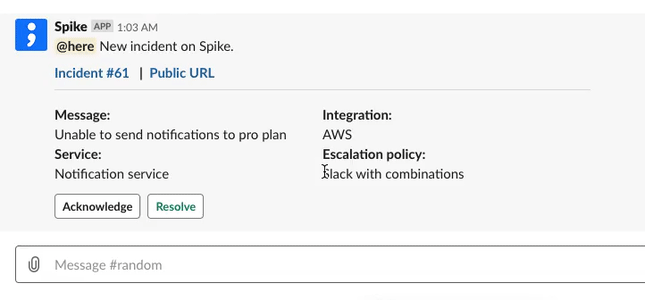 Spike APP 1:03 AM
@here New incident on Spike.
Incident #61 | Public URL
Message: Integration:
Unable to send notifications to pro plan AWS
Service: Escalation policy:
Notification service Slack with combinations
Acknowledge Resolve
Message #random